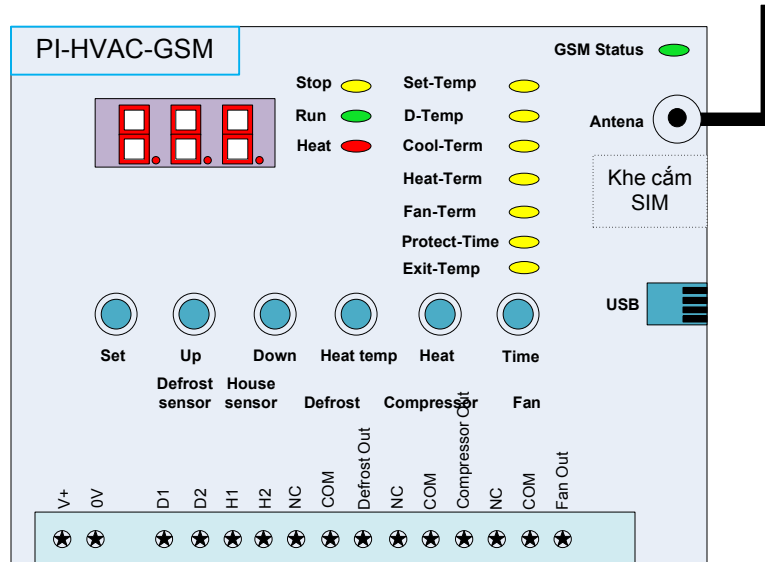 PI-HVAC-GSM
GSM Status
Stop
Set-Temp
Run
D-Temp
Antena
Heat
Cool-Term
Heat-Term
Khe cắm
SIM
Fan-Term
Protect-Time
Exit-Temp
USB
Set
Up
Down
Heat temp
Heat
Time
Defrost
sensor
House
sensor
Defrost
Compressor
Fan
V+
0V
D1
D2
H1
H2
NC
COM
Defrost Out
NC
COM
Compressor Out
NC
COM
Fan Out